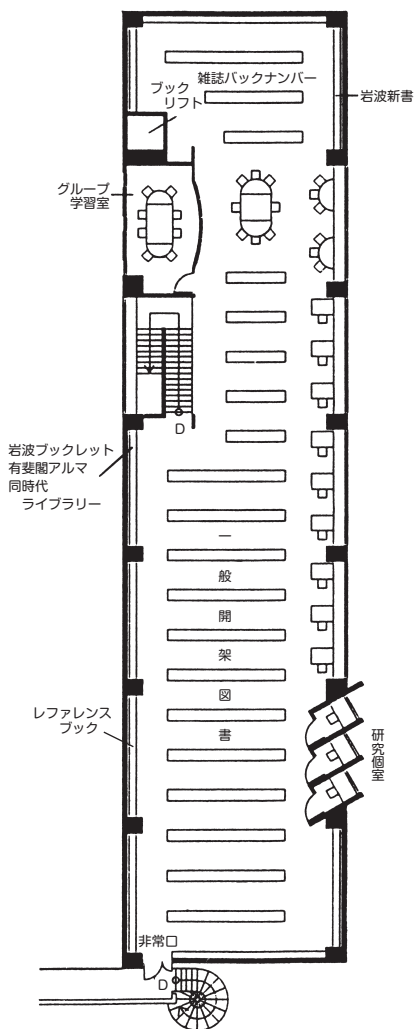 雑誌バックナンバー
ブック
リフト
岩波新書
グループ
学習室
D
岩波ブックレット
有斐閣アルマ
同時代
ライブラリー
一般開架図書
レファレンス
ブック
研究個室
非常口
D